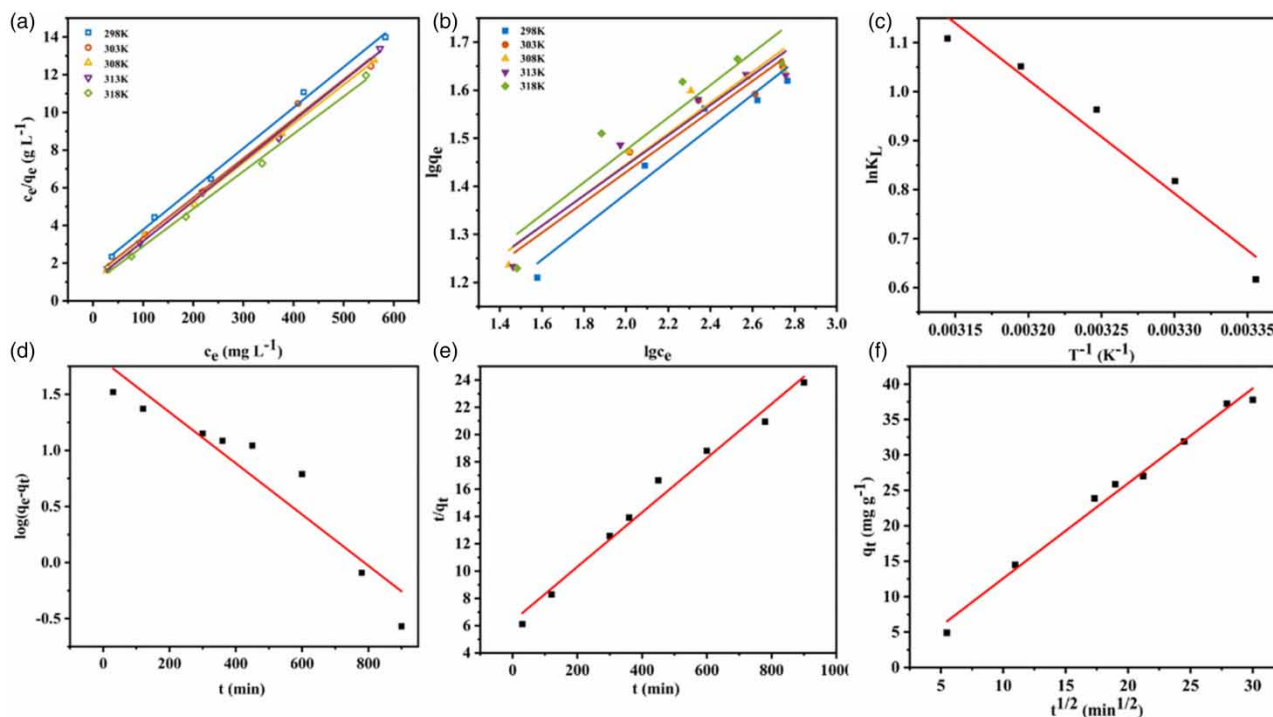 (a)
14
12
10
8
6
4
2
0
c_e/q_e (g L^-1)
298K
303K
308K
313K
318K
0 100 200 300 400 500 600
c_e (mg L^-1)
(b)
1.7
1.6
1.5
1.4
1.3
1.2
lgq_e
298K
303K
308K
313K
318K
1.4 1.6 1.8 2.0 2.2 2.4 2.6 2.8 3.0
lgc_e
(c)
1.1
1.0
0.9
0.8
0.7
0.6
lnK_L
0.00315 0.00320 0.00325 0.00330 0.00335
T^-1 (K^-1)
(d)
1.5
1.0
0.5
0.0
-0.5
log(q_e-q_t)
0 200 400 600 800
t (min)
(e)
24
22
20
18
16
14
12
10
8
6
4
t/q_t
0 200 400 600 800 1000
t (min)
(f)
40
35
30
25
20
15
10
5
0
q_t (mg g^-1)
5 10 15 20 25 30
t^1/2 (min^1/2)